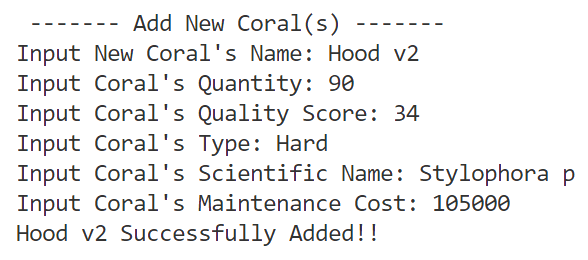 ------- Add New Coral(s) -------
Input New Coral's Name: Hood v2
Input Coral's Quantity: 90
Input Coral's Quality Score: 34
Input Coral's Type: Hard
Input Coral's Scientific Name: Stylophora p
Input Coral's Maintenance Cost: 105000
Hood v2 Successfully Added!!